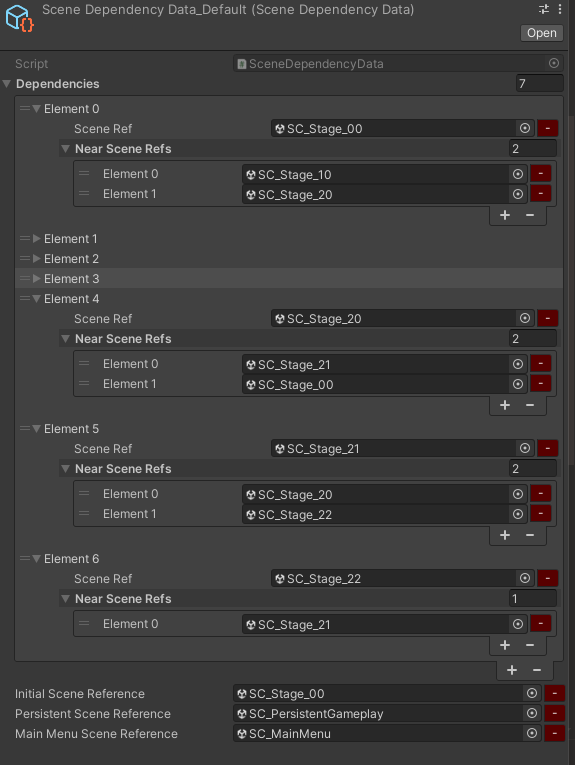 Scene Dependency Data_Default (Scene Dependency Data)
Open
Script SceneDependencyData
Dependencies 7
Element 0
Scene Ref SC_Stage_00 -
Near Scene Refs 2
Element 0 SC_Stage_10 -
Element 1 SC_Stage_20 -
+ -
Element 1
Element 2
Element 3
Element 4
Scene Ref SC_Stage_20 -
Near Scene Refs 2
Element 0 SC_Stage_21 -
Element 1 SC_Stage_00 -
+ -
Element 5
Scene Ref SC_Stage_21 -
Near Scene Refs 2
Element 0 SC_Stage_20 -
Element 1 SC_Stage_22 -
+ -
Element 6
Scene Ref SC_Stage_22 -
Near Scene Refs 1
Element 0 SC_Stage_21 -
+ -
+ -
Initial Scene Reference SC_Stage_00 -
Persistent Scene Reference SC_PersistentGameplay -
Main Menu Scene Reference SC_MainMenu -